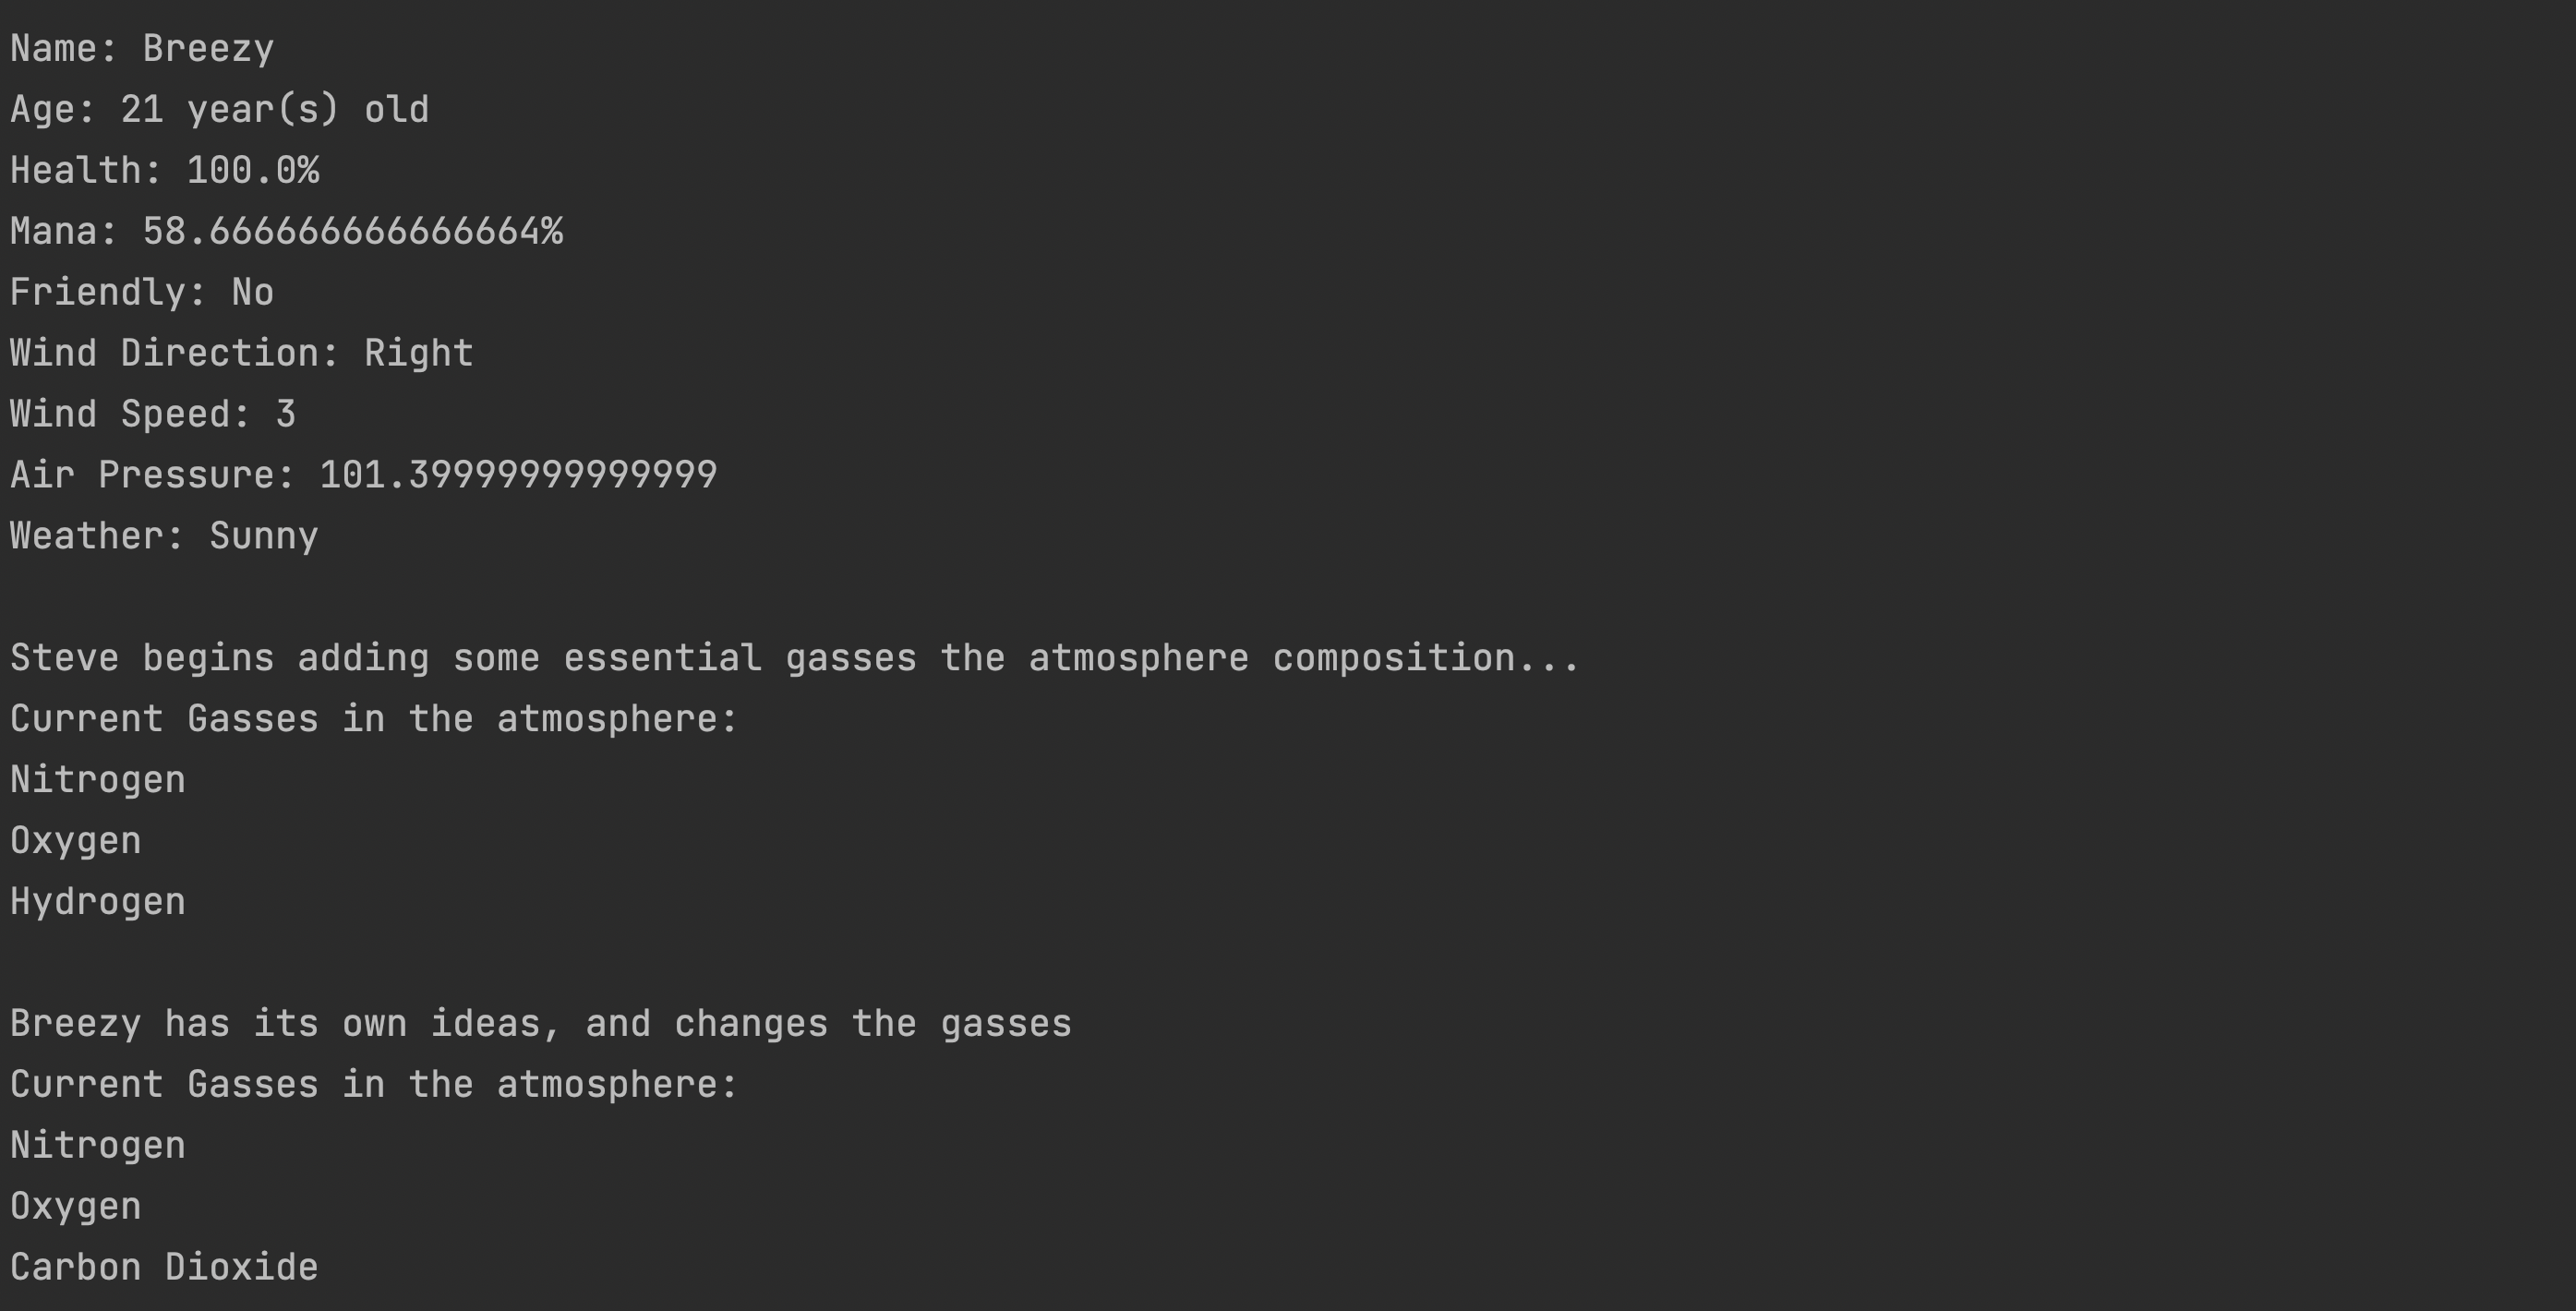 Name: Breezy
Age: 21 year(s) old
Health: 100.0%
Mana: 58.666666666666664%
Friendly: No
Wind Direction: Right
Wind Speed: 3
Air Pressure: 101.39999999999999
Weather: Sunny
Steve begins adding some essential gasses the atmosphere composition...
Current Gasses in the atmosphere:
Nitrogen
Oxygen
Hydrogen
Breezy has its own ideas, and changes the gasses
Current Gasses in the atmosphere:
Nitrogen
Oxygen
Carbon Dioxide